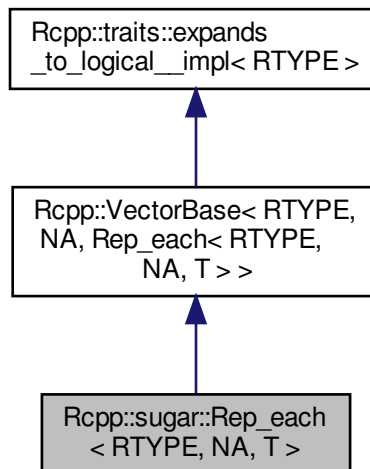 Rcpp::traits::expands
_to_logical__impl< RTYPE >
Rcpp::VectorBase< RTYPE,
NA, Rep_each< RTYPE,
NA, T > >
Rcpp::sugar::Rep_each
< RTYPE, NA, T >